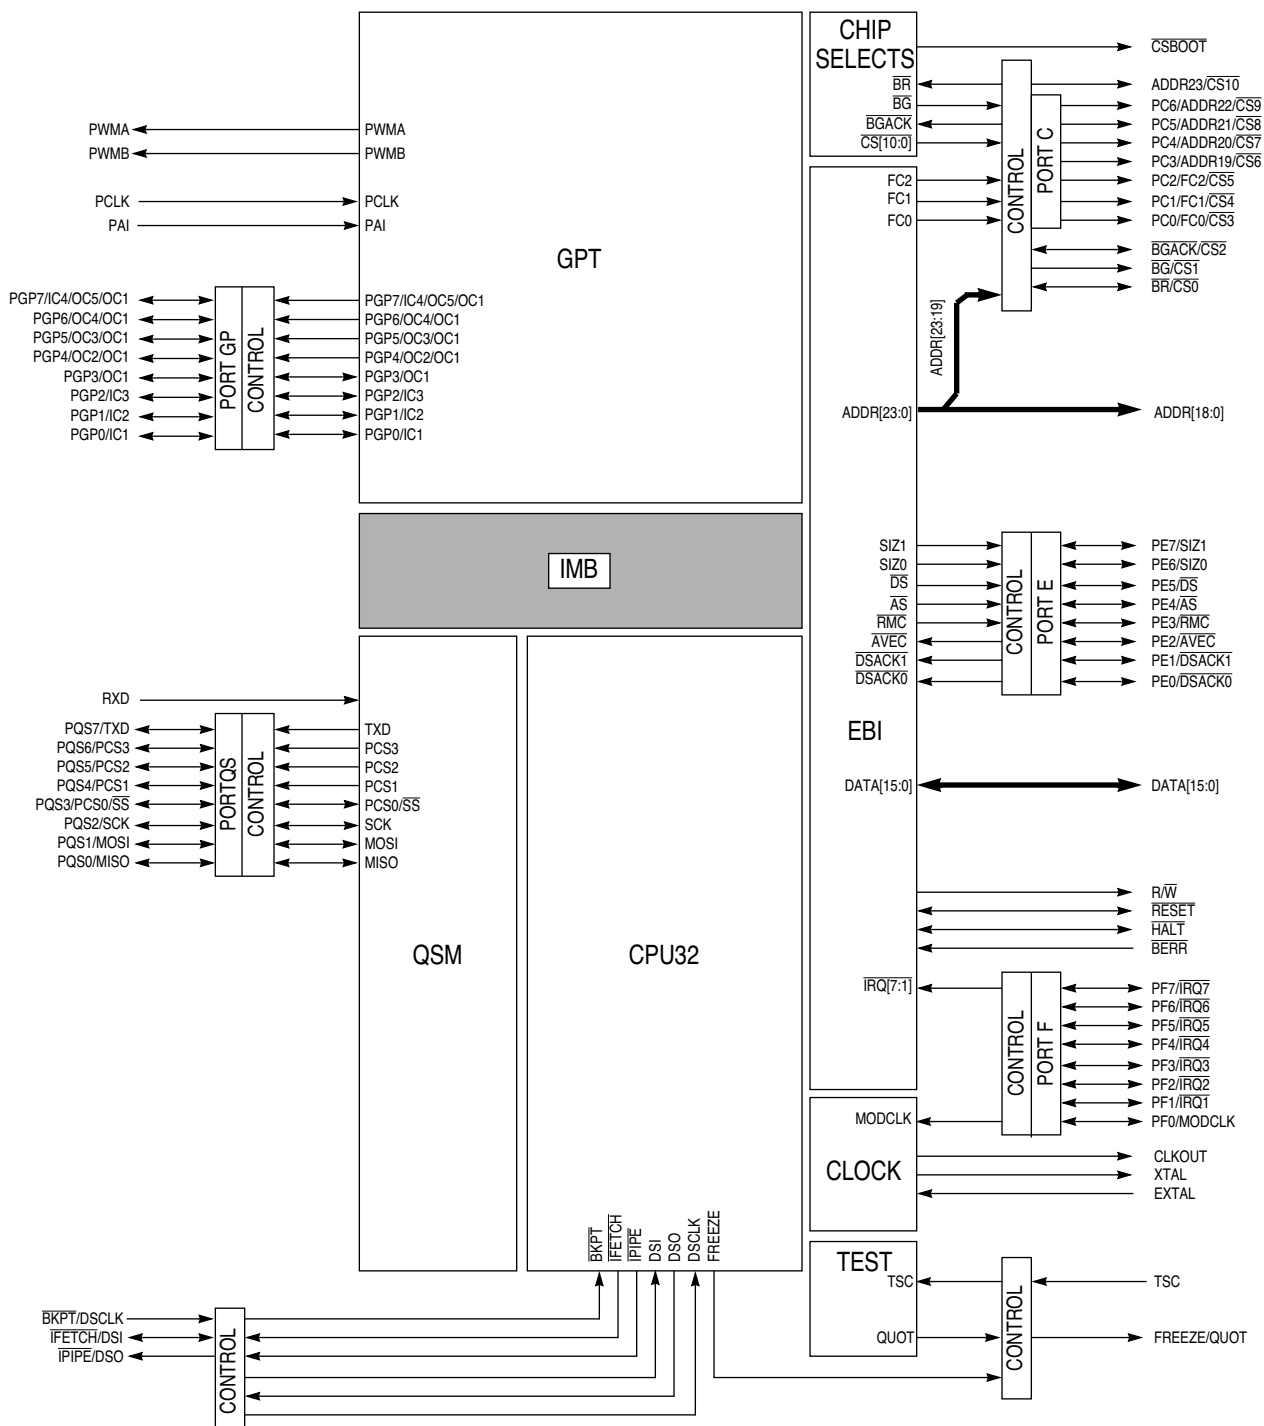 CHIP
SELECTS
CSBOOT
BR
BG
BGACK
CS[10:0]
CONTROL
PORT C
ADDR23/CS10
PC6/ADDR22/CS9
PC5/ADDR21/CS8
PC4/ADDR20/CS7
PC3/ADDR19/CS6
PC2/FC2/CS5
PC1/FC1/CS4
PC0/FC0/CS3
BGACK/CS2
BG/CS1
BR/CS0
FC2
FC1
FC0
PWMA
PWMB
PCLK
PAI
PWMA
PWMB
PCLK
PAI
GPT
PGP7/IC4/OC5/OC1
PGP6/OC4/OC1
PGP5/OC3/OC1
PGP4/OC2/OC1
PGP3/OC1
PGP2/IC3
PGP1/IC2
PGP0/IC1
PORT GP
CONTROL
PGP7/IC4/OC5/OC1
PGP6/OC4/OC1
PGP5/OC3/OC1
PGP4/OC2/OC1
PGP3/OC1
PGP2/IC3
PGP1/IC2
PGP0/IC1
ADDR[23:19]
ADDR[23:0]
ADDR[18:0]
IMB
SIZ1
SIZ0
DS
AS
RMC
AVEC
DSACK1
DSACK0
CONTROL
PORT E
PE7/SIZ1
PE6/SIZ0
PE5/DS
PE4/AS
PE3/RMC
PE2/AVEC
PE1/DSACK1
PE0/DSACK0
EBI
RXD
PQS7/TXD
PQS6/PCS3
PQS5/PCS2
PQS4/PCS1
PQS3/PCS0/SS
PQS2/SCK
PQS1/MOSI
PQS0/MISO
PORTQS
CONTROL
TXD
PCS3
PCS2
PCS1
PCS0/SS
SCK
MOSI
MISO
DATA[15:0]
DATA[15:0]
QSM
CPU32
R/W
RESET
HALT
BERR
IRQ[7:1]
CONTROL
PORT F
PF7/IRQ7
PF6/IRQ6
PF5/IRQ5
PF4/IRQ4
PF3/IRQ3
PF2/IRQ2
PF1/IRQ1
PF0/MODCLK
MODCLK
CLOCK
CLKOUT
XTAL
EXTAL
BKPT
IFETCH
IPIPE
DSI
DSO
DSCLK
FREEZE
TEST
TSC
QUOT
CONTROL
TSC
FREEZE/QUOT
BKPT/DSCLK
IFETCH/DSI
IPIPE/DSO
CONTROL